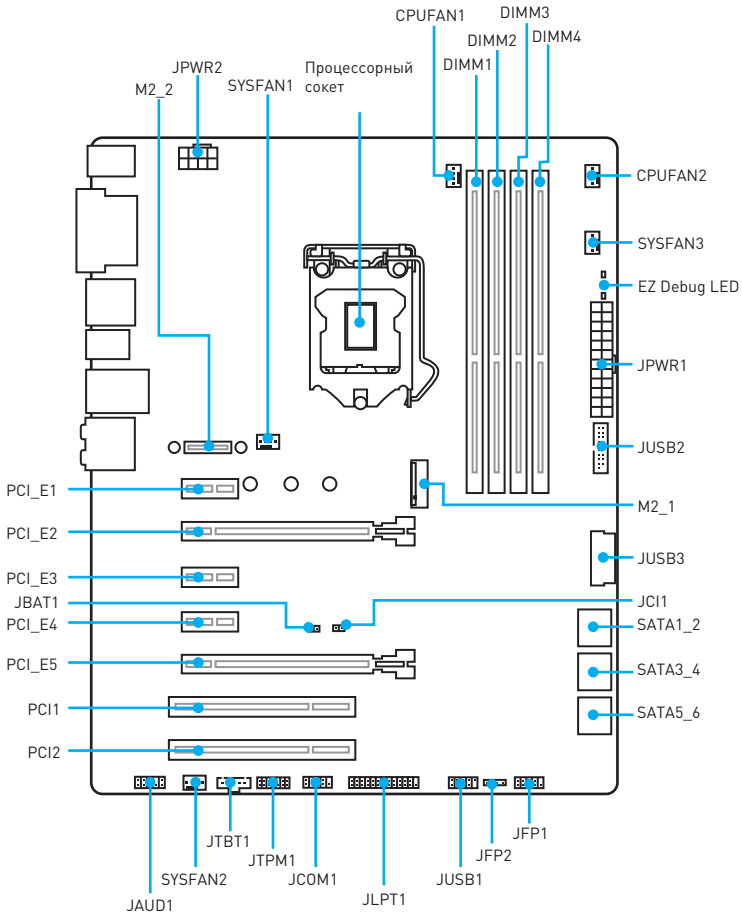 DIMM3
CPUFAN1
DIMM2
DIMM4
JPWR2
DIMM1
Процессорный
сокет
SYSFAN1
M2_2
CPUFAN2
SYSFAN3
EZ Debug LED
JPWR1
JUSB2
PCI_E1
M2_1
PCI_E2
JUSB3
PCI_E3
JBAT1
JCI1
PCI_E4
SATA1_2
PCI_E5
SATA3_4
PCI1
SATA5_6
PCI2
JTBT1
JFP1
JTPM1
JFP2
SYSFAN2
JCOM1
JUSB1
JLPT1
JAUD1